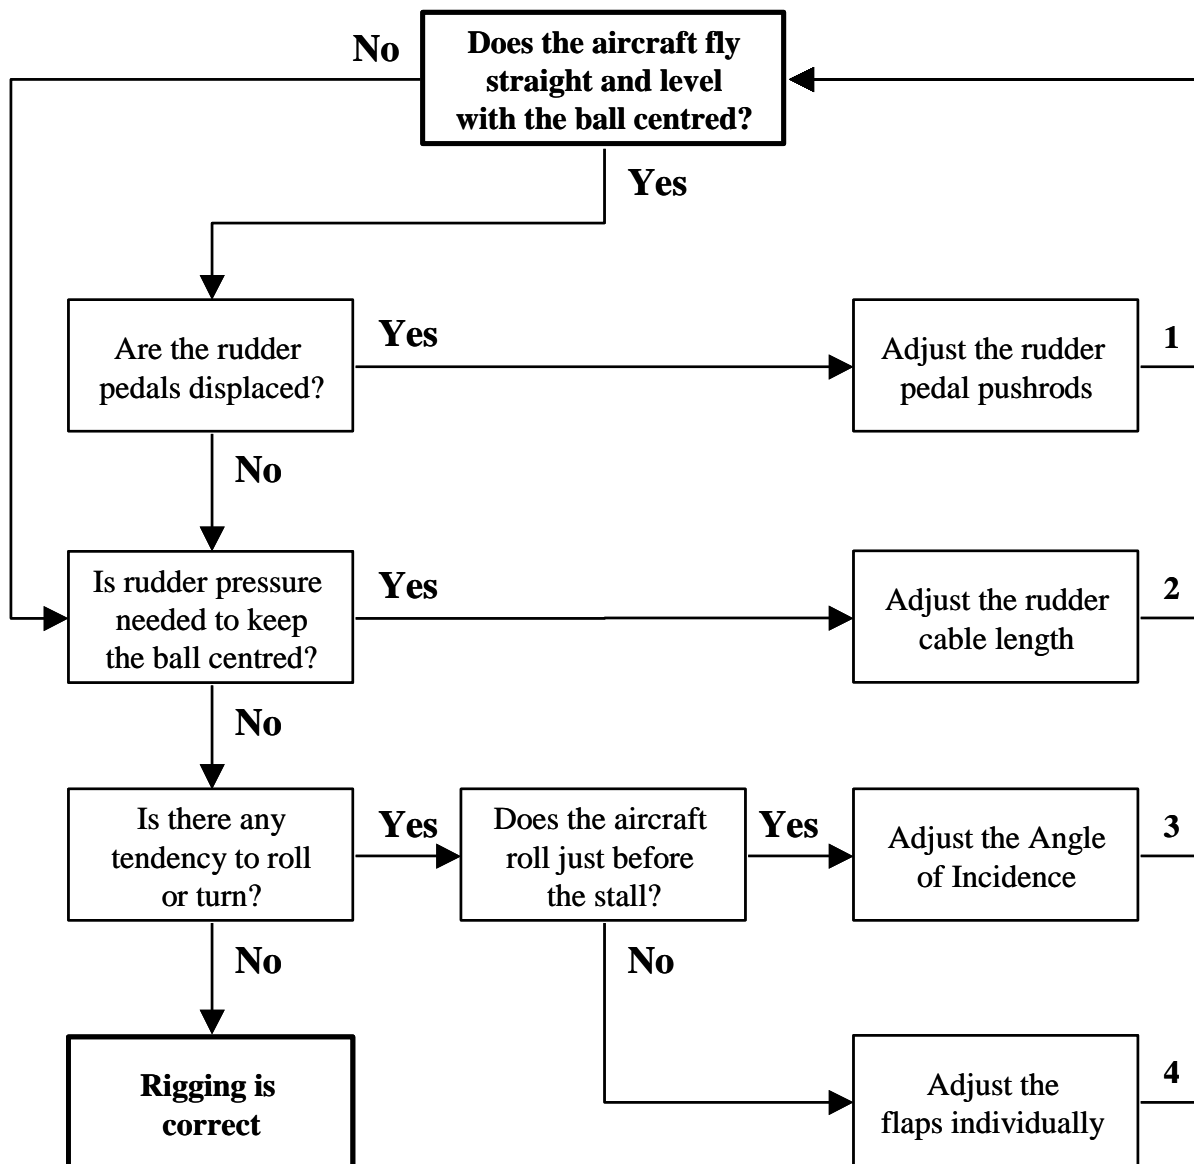 No
Does the aircraft fly
straight and level
with the ball centred?
Yes
Are the rudder
pedals displaced?
Yes
Adjust the rudder
pedal pushrods
1
No
Is rudder pressure
needed to keep
the ball centred?
Yes
Adjust the rudder
cable length
2
No
Is there any
tendency to roll
or turn?
Yes
Does the aircraft
roll just before
the stall?
Yes
Adjust the Angle
of Incidence
3
No
No
Rigging is
correct
Adjust the
flaps individually
4